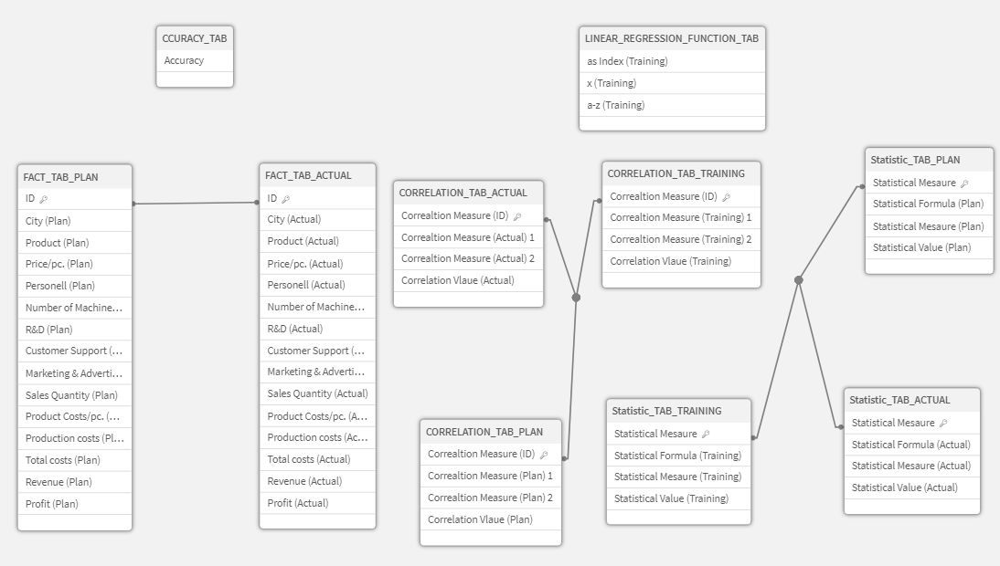 CCURACY_TAB
Accuracy
LINEAR_REGRESSION_FUNCTION_TAB
as Index (Training)
x (Training)
a-z (Training)
FACT_TAB_PLAN
ID
City (Plan)
Product (Plan)
Price/pc. (Plan)
Personell (Plan)
Number of Machine...
R&D (Plan)
Customer Support (...
Marketing & Adverti...
Sales Quantity (Plan)
Product Costs/pc. (...
Production costs (Pl...
Total costs (Plan)
Revenue (Plan)
Profit (Plan)
FACT_TAB_ACTUAL
ID
City (Actual)
Product (Actual)
Price/pc. (Actual)
Personell (Actual)
Number of Machine...
R&D (Actual)
Customer Support (...
Marketing & Adverti...
Sales Quantity (Actual)
Product Costs/pc. (A...
Production costs (Ac...
Total costs (Actual)
Revenue (Actual)
Profit (Actual)
CORRELATION_TAB_ACTUAL
Correaltion Measure (ID)
Correaltion Measure (Actual) 1
Correaltion Measure (Actual) 2
Correlation Vlaue (Actual)
CORRELATION_TAB_TRAINING
Correaltion Measure (ID)
Correaltion Measure (Training) 1
Correaltion Measure (Training) 2
Correlation Vlaue (Training)
CORRELATION_TAB_PLAN
Correaltion Measure (ID)
Correaltion Measure (Plan) 1
Correaltion Measure (Plan) 2
Correlation Vlaue (Plan)
Statistic_TAB_PLAN
Statistical Mesaure
Statistical Formula (Plan)
Statistical Mesaure (Plan)
Statistical Value (Plan)
Statistic_TAB_TRAINING
Statistical Mesaure
Statistical Formula (Training)
Statistical Mesaure (Training)
Statistical Value (Training)
Statistic_TAB_ACTUAL
Statistical Mesaure
Statistical Formula (Actual)
Statistical Mesaure (Actual)
Statistical Value (Actual)